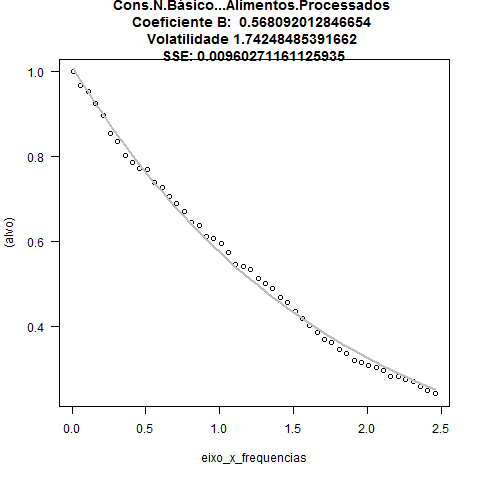 Cons.N.Básico...Alimentos.Processados
Coeficiente B:  0.568092012846654
Volatilidade 1.74248485391662
SSE: 0.00960271161125935
(alvo)
1.0
0.8
0.6
0.4
0.0 0.5 1.0 1.5 2.0 2.5
eixo_x_frequencias